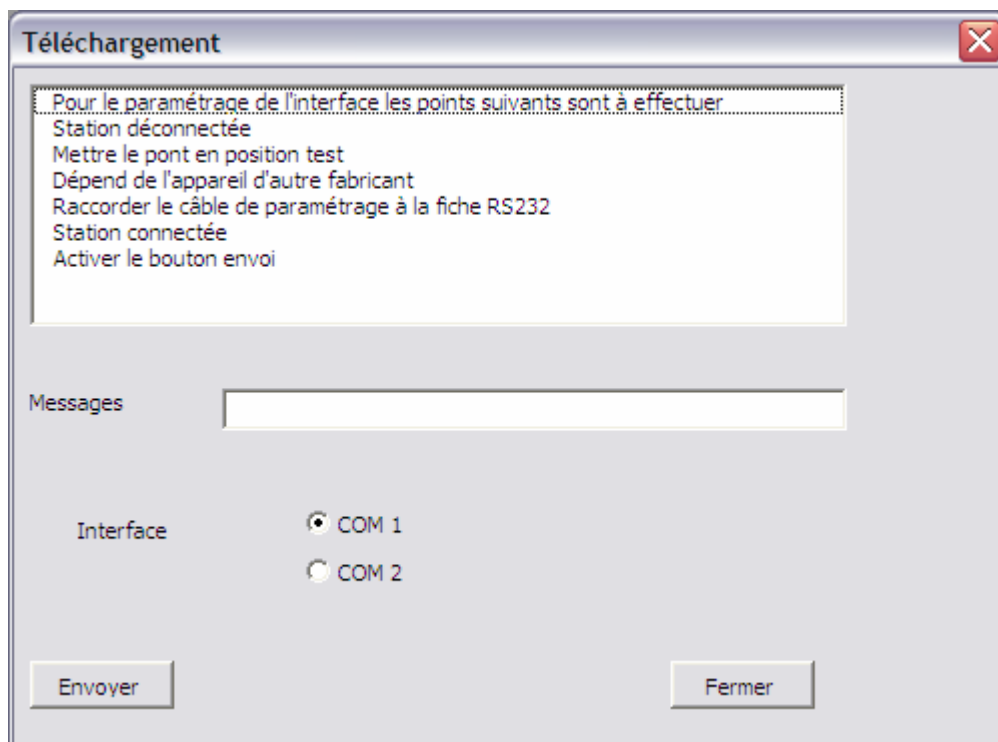 Téléchargement
Pour le paramétrage de l'interface les points suivants sont à effectuer
Station déconnectée
Mettre le pont en position test
Dépend de l'appareil d'autre fabricant
Raccorder le câble de paramétrage à la fiche RS232
Station connectée
Activer le bouton envoi
Messages
Interface
COM 1
COM 2
Envoyer
Fermer